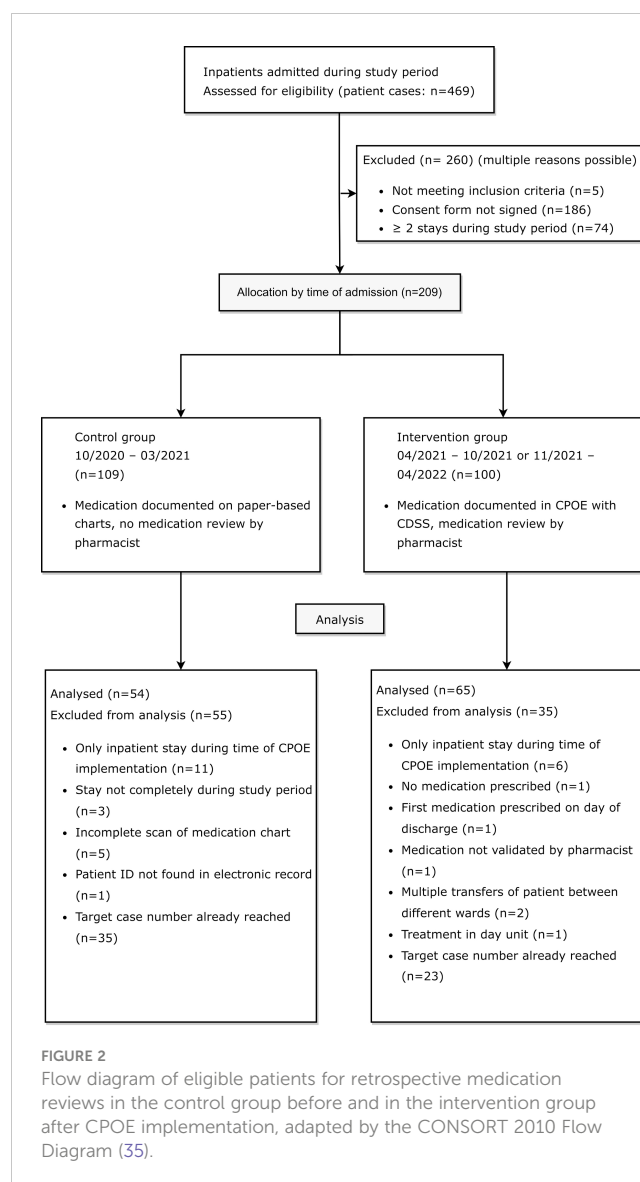 Inpatients admitted during study period
Assessed for eligibility (patient cases: n=469)
Excluded (n= 260) (multiple reasons possible)
• Not meeting inclusion criteria (n=5)
• Consent form not signed (n=186)
• ≥ 2 stays during study period (n=74)
Allocation by time of admission (n=209)
Control group
10/2020 – 03/2021
(n=109)
• Medication documented on paper-based
charts, no medication review by
pharmacist
Intervention group
04/2021 – 10/2021 or 11/2021 –
04/2022 (n=100)
• Medication documented in CPOE with
CDSS, medication review by
pharmacist
Analysis
Analysed (n=54)
Excluded from analysis (n=55)
• Only inpatient stay during time of CPOE
implementation (n=11)
• Stay not completely during study period
(n=3)
• Incomplete scan of medication chart
(n=5)
• Patient ID not found in electronic record
(n=1)
• Target case number already reached
(n=35)
Analysed (n=65)
Excluded from analysis (n=35)
• Only inpatient stay during time of
CPOE implementation (n=6)
• No medication prescribed (n=1)
• First medication prescribed on day of
discharge (n=1)
• Medication not validated by pharmacist
(n=1)
• Multiple transfers of patient between
different wards (n=2)
• Treatment in day unit (n=1)
• Target case number already reached
(n=23)
FIGURE 2
Flow diagram of eligible patients for retrospective medication
reviews in the control group before and in the intervention group
after CPOE implementation, adapted by the CONSORT 2010 Flow
Diagram (35).